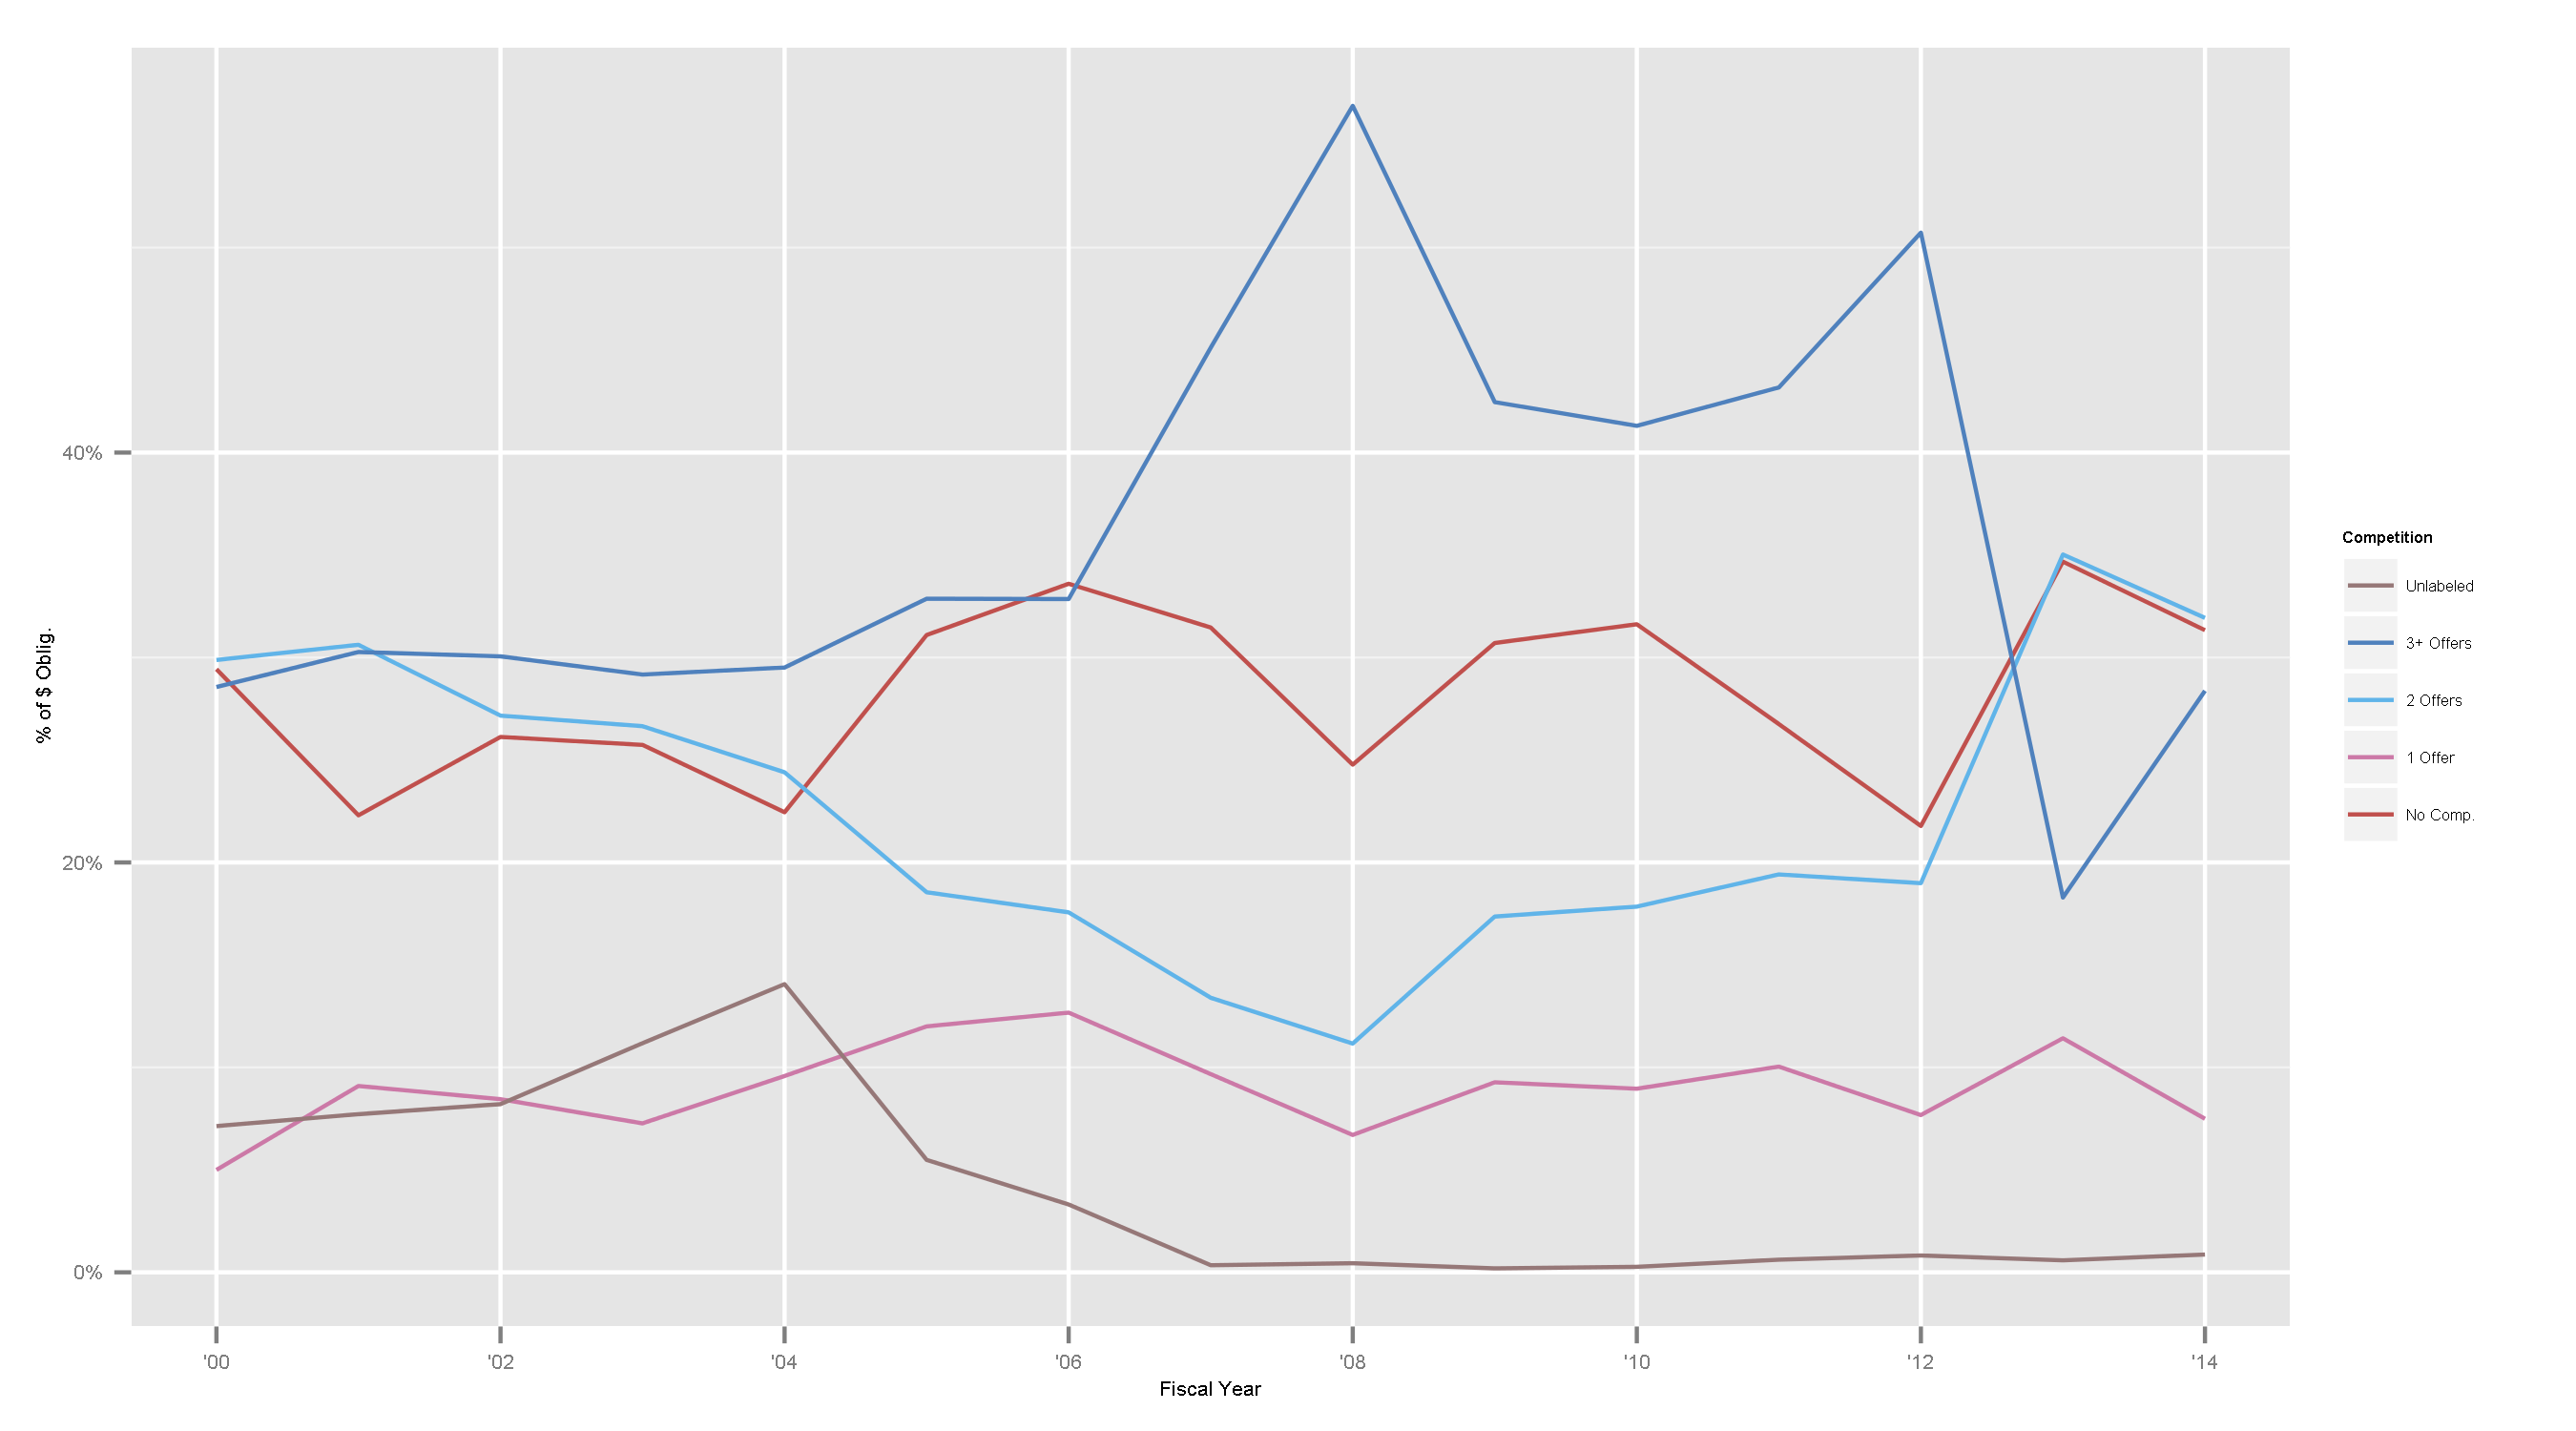 % of $ Oblig.
40%
20%
0%
'00 '02 '04 '06 '08 '10 '12 '14
Fiscal Year
Competition
Unlabeled
3+ Offers
2 Offers
1 Offer
No Comp.